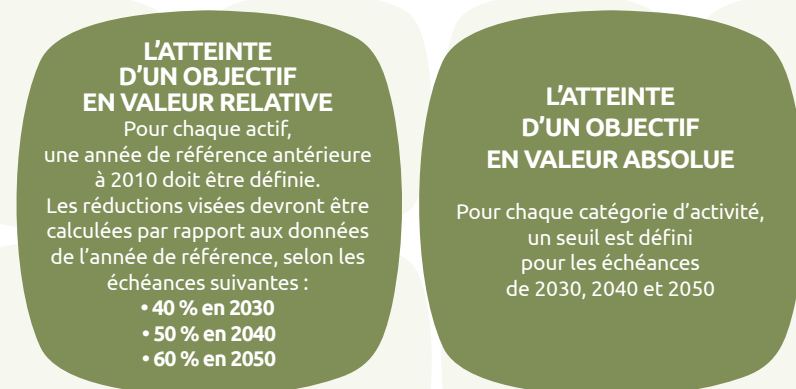 L'ATTEINTE
D'UN OBJECTIF
EN VALEUR RELATIVE
Pour chaque actif,
une année de référence antérieure
à 2010 doit être définie.
Les réductions visées devront être
calculées par rapport aux données
de l'année de référence, selon les
échéances suivantes :
• 40 % en 2030
• 50 % en 2040
• 60 % en 2050
L'ATTEINTE
D'UN OBJECTIF
EN VALEUR ABSOLUE
Pour chaque catégorie d'activité,
un seuil est défini
pour les échéances
de 2030, 2040 et 2050